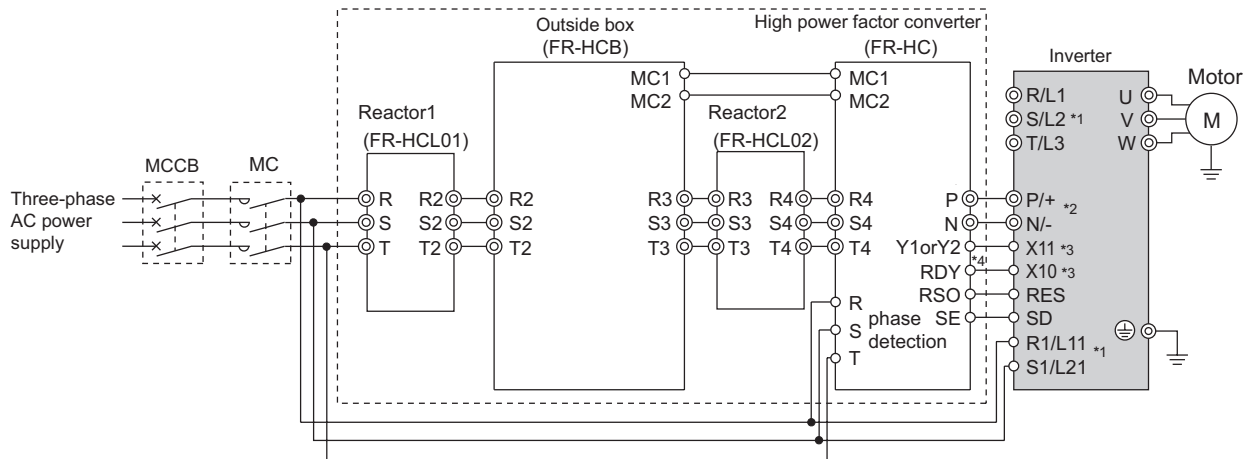 Outside box
(FR-HCB)
High power factor converter
(FR-HC)
Inverter
Motor
MC1
MC2
MC1
MC2
R/L1
S/L2 *1
T/L3
U
V
W
M
Reactor1
(FR-HCL01)
Reactor2
(FR-HCL02)
MCCB
MC
Three-phase
AC power
supply
R
S
T
R2
S2
T2
R2
S2
T2
R3
S3
T3
R3
S3
T3
R4
S4
T4
R4
S4
T4
P
N
Y1orY2
RDY
*4
RSO
SE
P/+
*2
N/-
X11 *3
X10 *3
RES
SD
R1/L11
*1
S1/L21
R
S
T
phase
detection